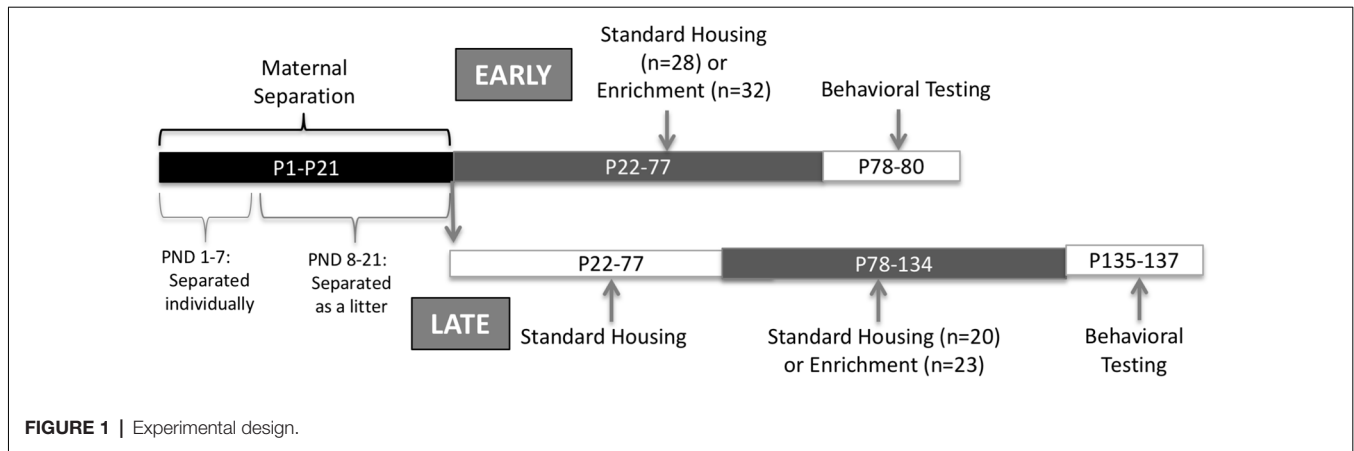 Maternal
Separation
EARLY
Standard Housing
(n=28) or
Enrichment (n=32)
Behavioral Testing
P1-P21
P22-77
P78-80
PND 1-7:
Separated
individually
PND 8-21:
Separated
as a litter
P22-77
P78-134
P135-137
LATE
Standard Housing
Standard Housing (n=20)
or Enrichment (n=23)
Behavioral
Testing
FIGURE 1 | Experimental design.